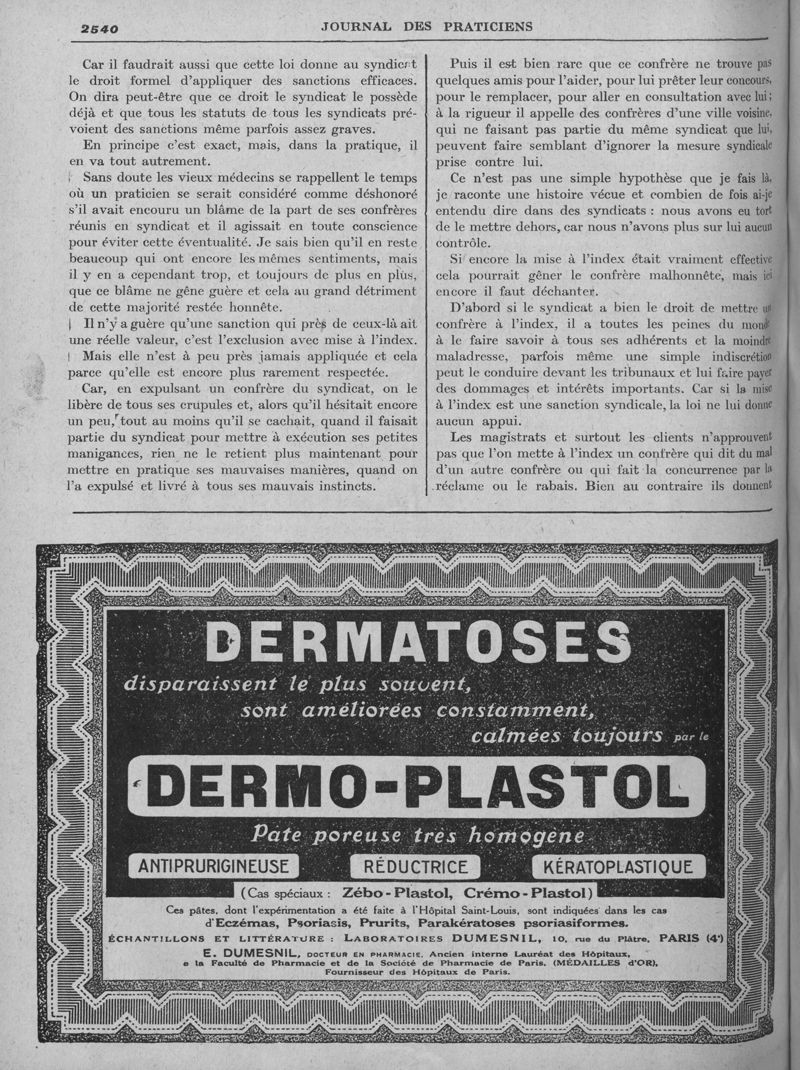 2540
JOURNAL DES PRATICIENS
Car il faudrait aussi que cette loi donne au syndicat
le droit formel d'appliquer des sanctions efficaces.
On dira peut-être que ce droit le syndicat le possède
déjà et que tous les statuts de tous les syndicats pré-
voient des sanctions même parfois assez graves.
En principe c'est exact, mais, dans la pratique, il
en va tout autrement.
Sans doute les vieux médecins se rappellent le temps
où un praticien se serait considéré comme déshonoré
s'il avait encouru un blâme de la part de ses confrères
réunis en syndicat et il agissait en toute conscience
pour éviter cette éventualité. Je sais bien qu'il en reste
beaucoup qui ont encore les mêmes sentiments, mais
il y en a cependant trop, et toujours de plus en plus,
que ce blâme ne gêne guère et cela au grand détriment
de cette majorité restée honnête.
Il n'y a guère qu'une sanction qui près de ceux-là ait
une réelle valeur, c'est l'exclusion avec mise à l'index.
Mais elle n'est à peu près jamais appliquée et cela
parce qu'elle est encore plus rarement respectée.
Car, en expulsant un confrère du syndicat, on le
libère de tous ses crupules et, alors qu'il hésitait encore
un peu, tout au moins qu'il se cachait, quand il faisait
partie du syndicat pour mettre à exécution ses petites
manigances, rien ne le retient plus maintenant pour
mettre en pratique ses mauvaises manières, quand on
l'a expulsé et livré à tous ses mauvais instincts.
Puis il est bien rare que ce confrère ne trouve pas
quelques amis pour l'aider, pour lui prêter leur concours,
pour le remplacer, pour aller en consultation avec lui ;
à la rigueur il appelle des confrères d'une ville voisine,
qui ne faisant pas partie du même syndicat que lui,
peuvent faire semblant d'ignorer la mesure syndicale
prise contre lui.
Ce n'est pas une simple hypothèse que je fais là,
je raconte une histoire vécue et combien de fois ai-je
entendu dire dans des syndicats : nous avons eu tort
de le mettre dehors, car nous n'avons plus sur lui aucun
contrôle.
Si encore la mise à l'index était vraiment effective
cela pourrait gêner le confrère malhonnête, mais ici
encore il faut déchanter.
D'abord si le syndicat a bien le droit de mettre un
confrère à l'index, il a toutes les peines du monde
à le faire savoir à tous ses adhérents et la moindre
maladresse, parfois même une simple indiscrétion
peut le conduire devant les tribunaux et lui faire payer
des dommages et intérêts importants. Car si la mise
à l'index est une sanction syndicale, la loi ne lui donne
aucun appui.
Les magistrats et surtout les clients n'approuvent
pas que l'on mette à l'index un confrère qui dit du mal
d'un autre confrère ou qui fait la concurrence par la
réclame ou le rabais. Bien au contraire ils donnent
DERMATOSES
disparaissent le plus souvent,
sont améliorées constamment,
calmées toujours par le
DERMO-PLASTOL
Pâte poreuse très homogène
ANTIPRURIGINEUSE
RÉDUCTRICE
KÉRATOPLASTIQUE
(Cas spéciaux : Zébo-Plastol, Crémo-Plastol)
Ces pâtes, dont l'expérimentation a été faite à l'Hôpital Saint-Louis, sont indiquées dans les cas
d'Eczémas, Psoriasis, Prurits, Parakératoses psoriasiformes.
ÉCHANTILLONS ET LITTÉRATURE : LABORATOIRES DUMESNIL, 10, rue du Plâtre, PARIS (4e)
E. DUMESNIL, DOCTEUR EN PHARMACIE, Ancien interne Lauréat des Hôpitaux,
e la Faculté de Pharmacie et de la Société de Pharmacie de Paris. (MÉDAILLES d'OR),
Fournisseur des Hôpitaux de Paris.